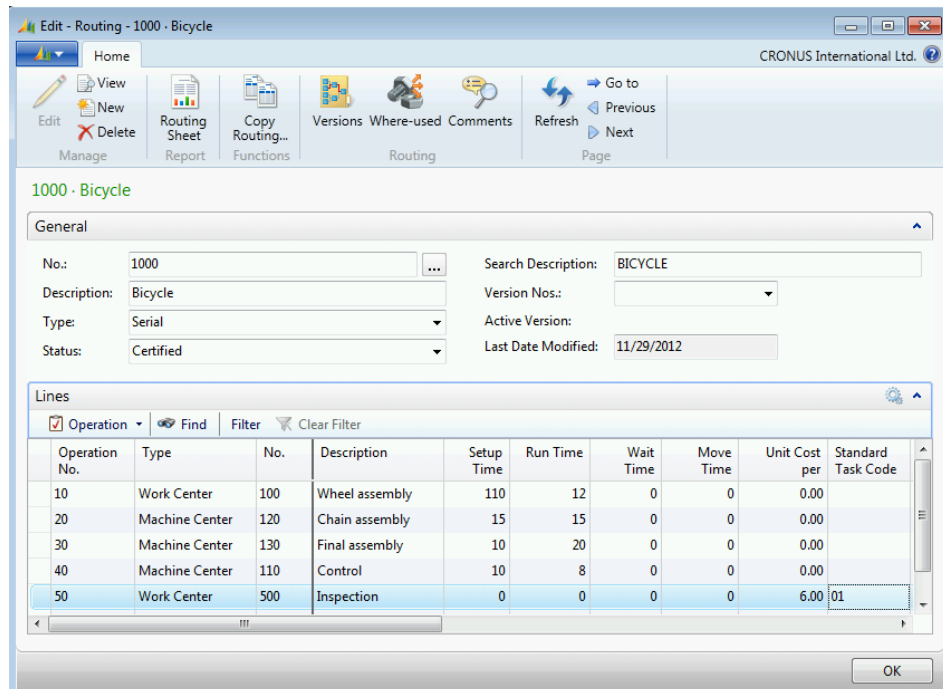 Edit - Routing - 1000 · Bicycle
Home
CRONUS International Ltd.
View
New
Delete
Edit
Routing Sheet
Copy Routing...
Versions Where-used Comments
Refresh
Go to
Previous
Next
Manage Report Functions Routing Page
1000 · Bicycle
General
No.: 1000 ... Search Description: BICYCLE
Description: Bicycle Version Nos.:
Type: Serial Active Version:
Status: Certified Last Date Modified: 11/29/2012
Lines
Operation Find Filter Clear Filter
Operation No. Type No. Description Setup Time Run Time Wait Time Move Time Unit Cost per Standard Task Code
10 Work Center 100 Wheel assembly 110 12 0 0 0.00
20 Machine Center 120 Chain assembly 15 15 0 0 0.00
30 Machine Center 130 Final assembly 10 20 0 0 0.00
40 Machine Center 110 Control 10 8 0 0 0.00
50 Work Center 500 Inspection 0 0 0 0 6.00 01
OK